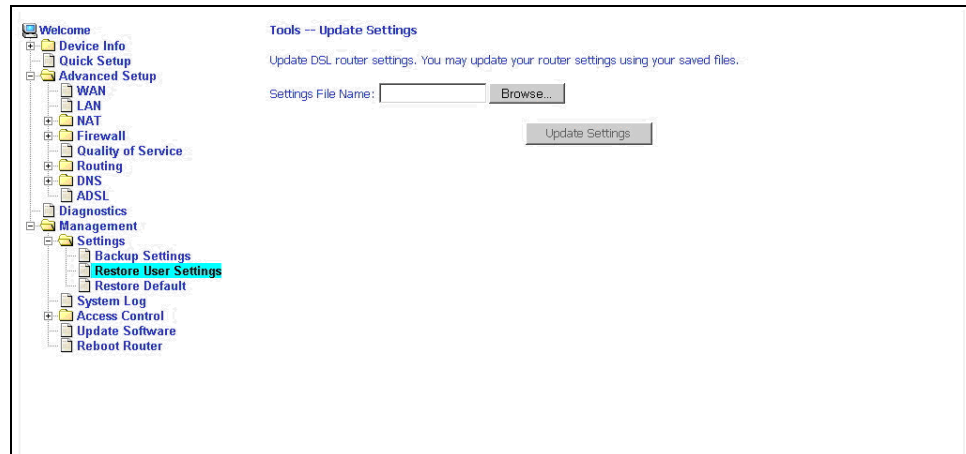 Welcome
Device Info
Quick Setup
Advanced Setup
WAN
LAN
NAT
Firewall
Quality of Service
Routing
DNS
ADSL
Diagnostics
Management
Settings
Backup Settings
Restore User Settings
Restore Default
System Log
Access Control
Update Software
Reboot Router
Tools -- Update Settings
Update DSL router settings. You may update your router settings using your saved files.
Settings File Name: Browse...
Update Settings